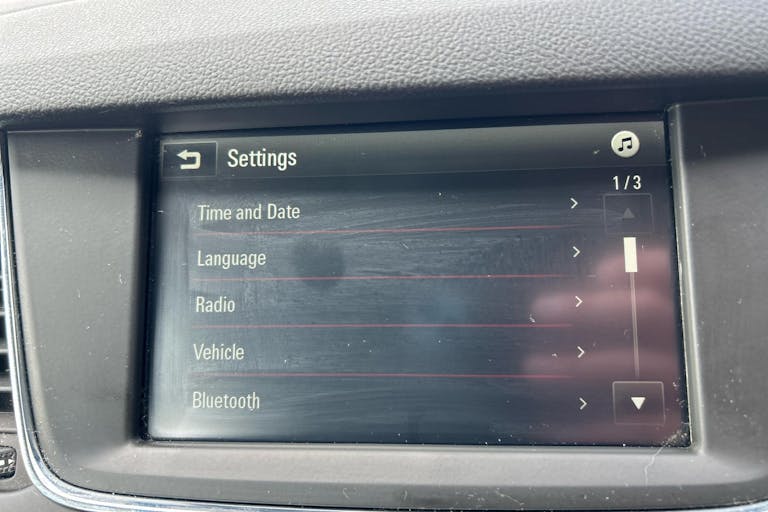 Settings
1/3
Time and Date
Language
Radio
Vehicle
Bluetooth